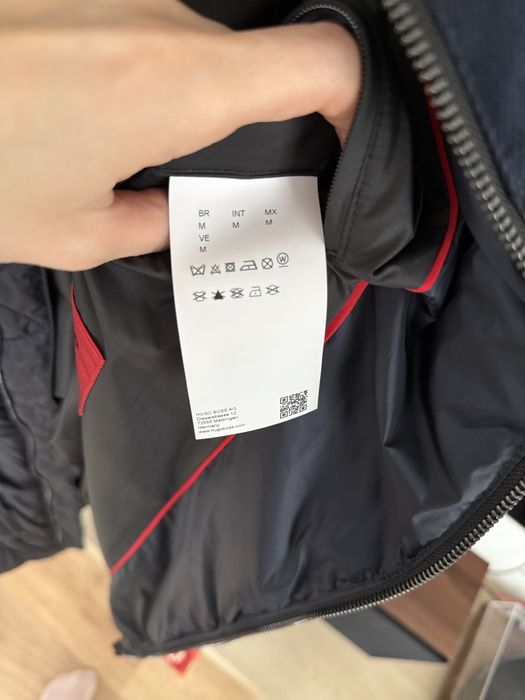 BR INT MX
M M M
VE
M
HUGO BOSS AG
Dieselstrasse 12
72555 Metzingen
Germany
www.hugoboss.com